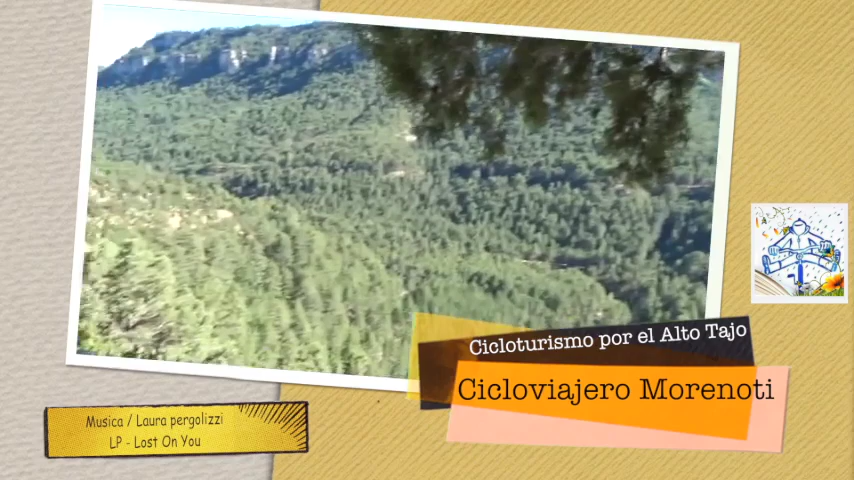 Cicloturismo por el Alto Tajo
Cicloviajero Morenoti
Musica / Laura pergolizzi
LP - Lost On You